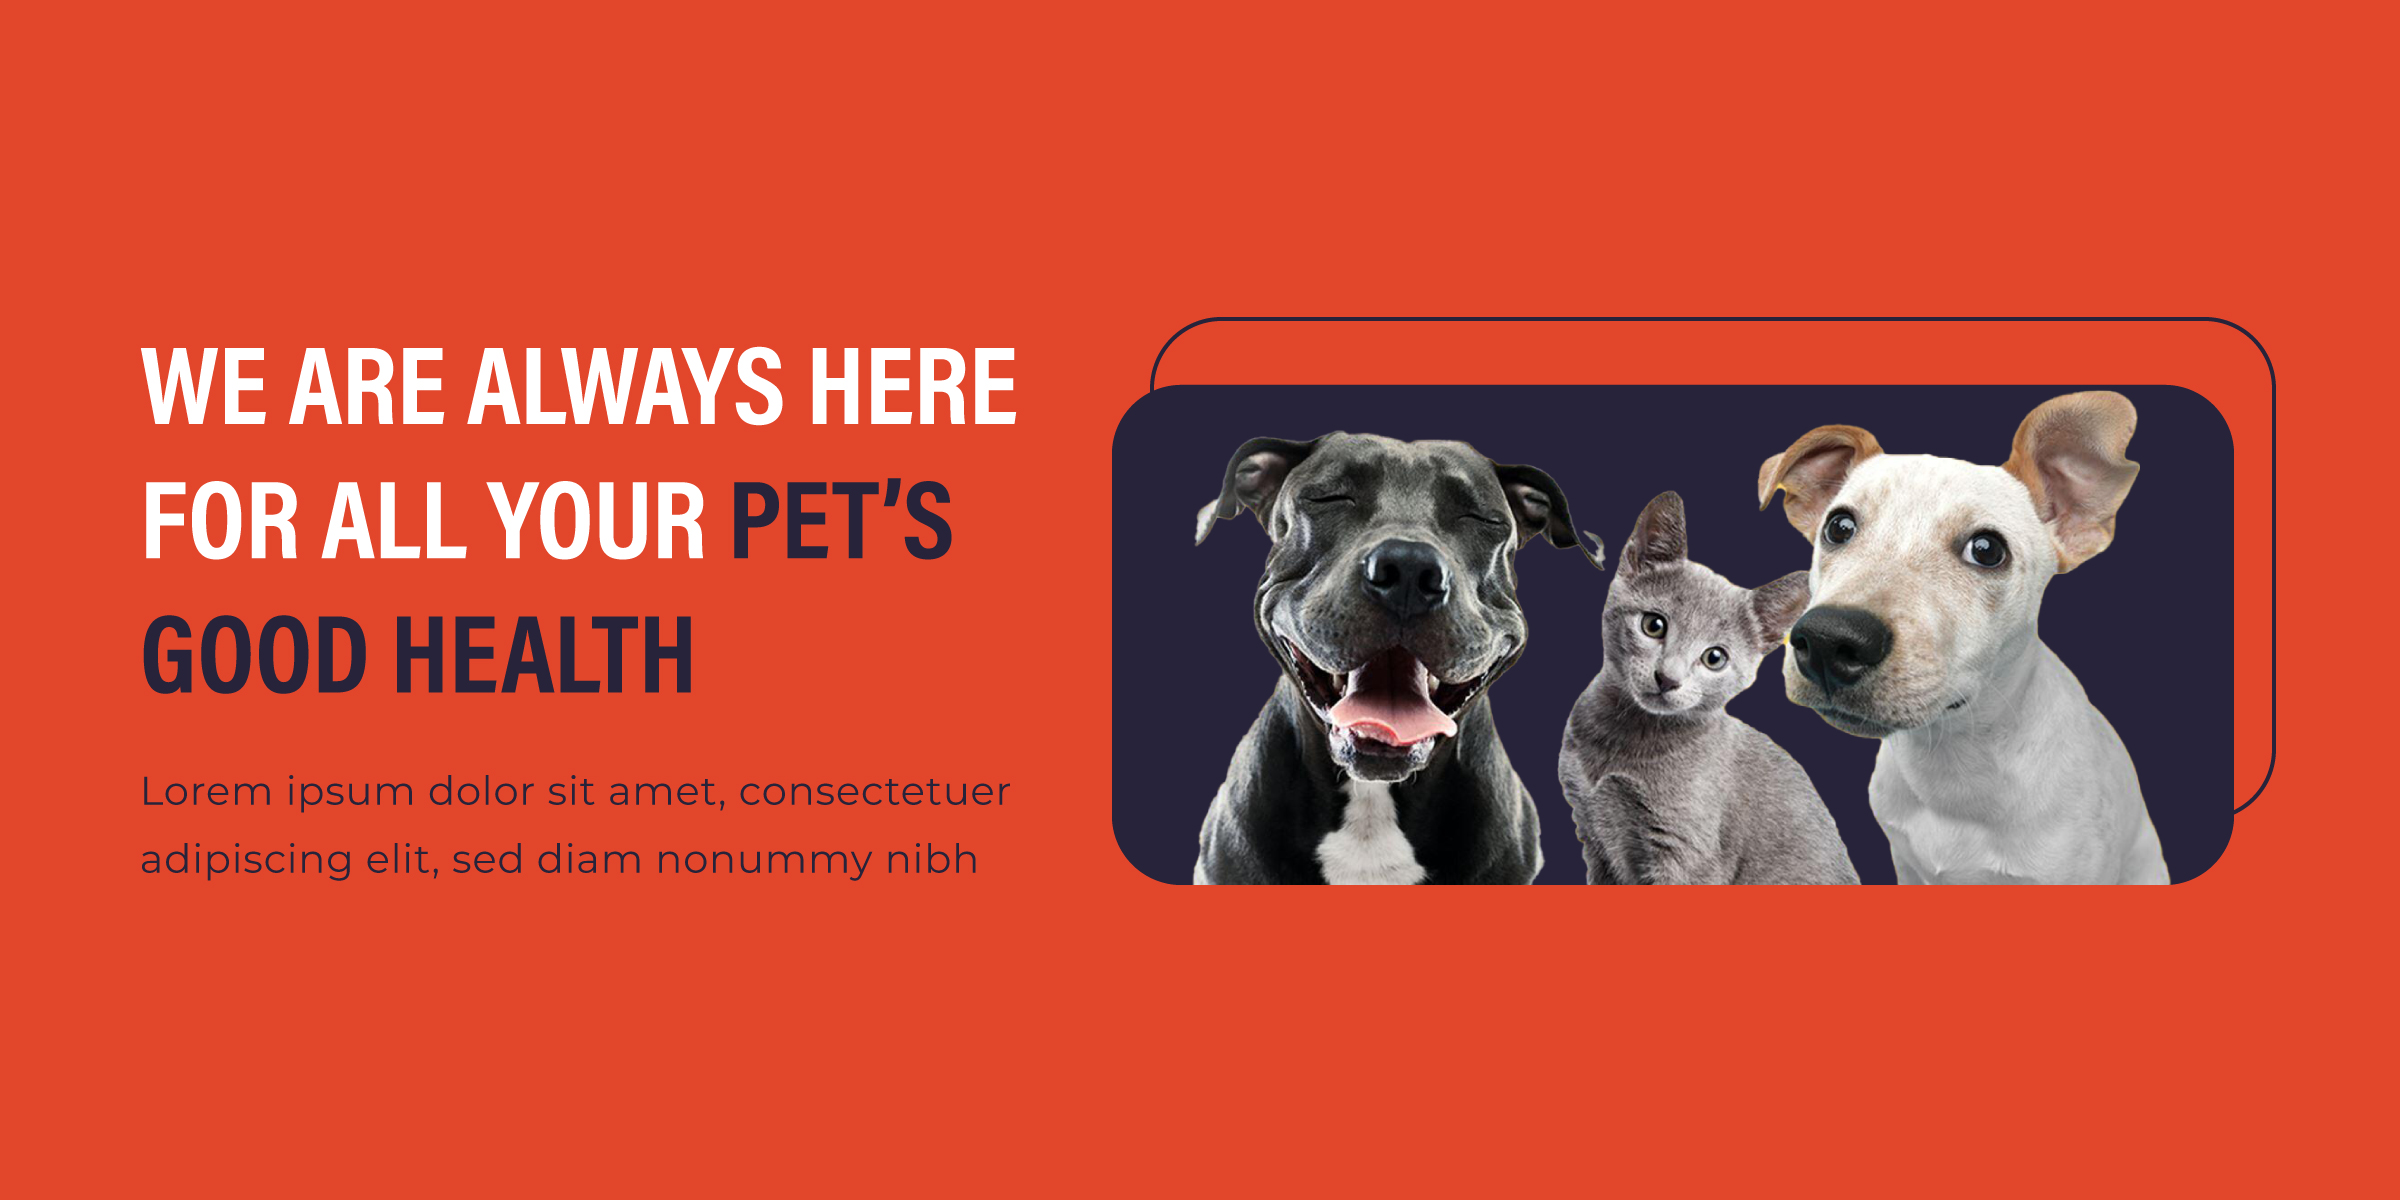 WE ARE ALWAYS HERE
FOR ALL YOUR PET'S
GOOD HEALTH
Lorem ipsum dolor sit amet, consectetuer
adipiscing elit, sed diam nonummy nibh